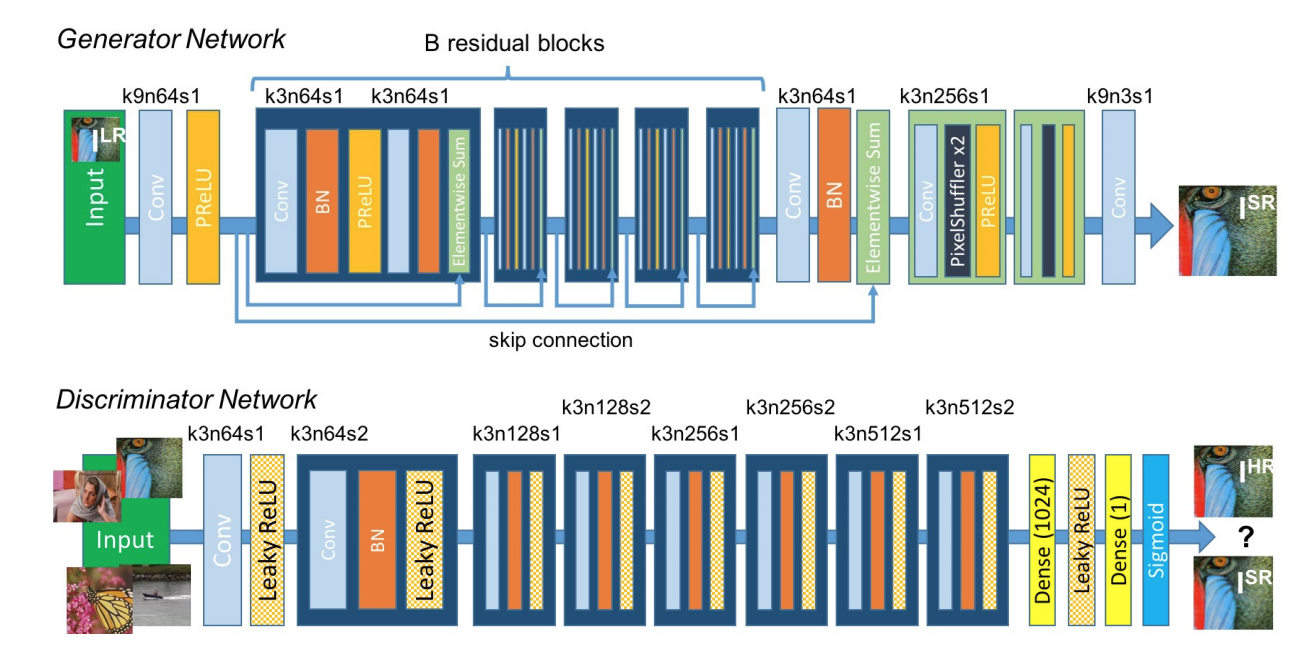 Generator Network
B residual blocks
k9n64s1
k3n64s1
k3n64s1
k3n64s1
k3n256s1
k9n3s1
I^LR
Input
Conv
PReLU
Conv
BN
PReLU
Elementwise Sum
Conv
BN
Elementwise Sum
Conv
PixelShuffler x2
PReLU
Conv
I^SR
skip connection
Discriminator Network
k3n128s2
k3n256s2
k3n512s2
k3n64s1
k3n64s2
k3n128s1
k3n256s1
k3n512s1
Input
Conv
Leaky ReLU
Conv
BN
Leaky ReLU
Dense (1024)
Leaky ReLU
Dense (1)
Sigmoid
I^HR
?
I^SR